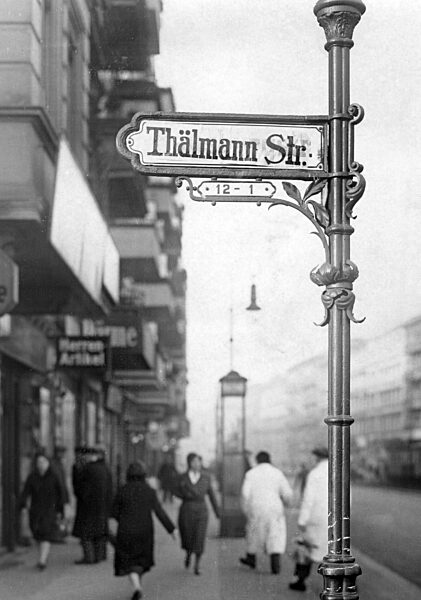 Thälmann Str.
12-1
Herren
Artikel